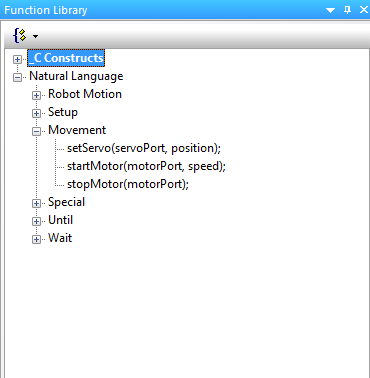 Function Library
_C Constructs
Natural Language
Robot Motion
Setup
Movement
setServo(servoPort, position);
startMotor(motorPort, speed);
stopMotor(motorPort);
Special
Until
Wait